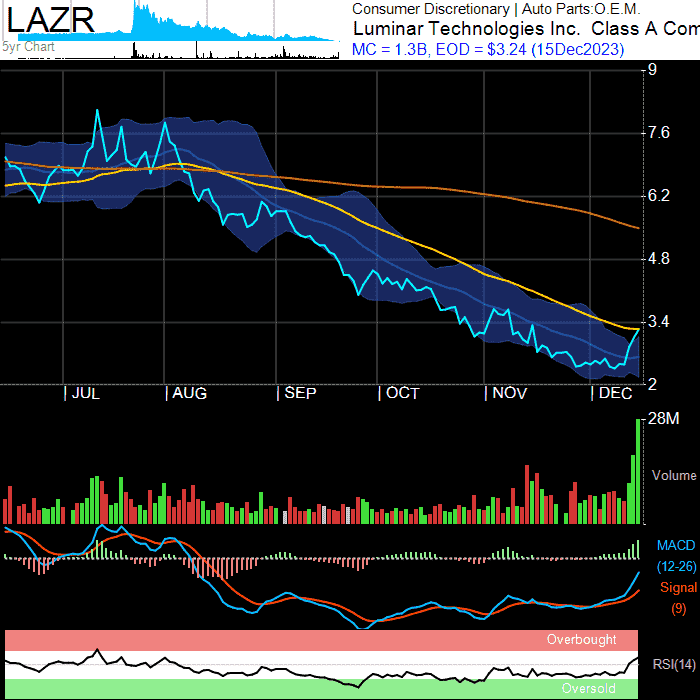 LAZR
5yr Chart
Consumer Discretionary | Auto Parts:O.E.M.
Luminar Technologies Inc.  Class A Com
MC = 1.3B, EOD = $3.24 (15Dec2023)
9
7.6
6.2
4.8
3.4
2
| JUL | AUG | SEP | OCT | NOV | DEC
28M
Volume
MACD
(12-26)
Signal
(9)
Overbought
RSI(14)
Oversold